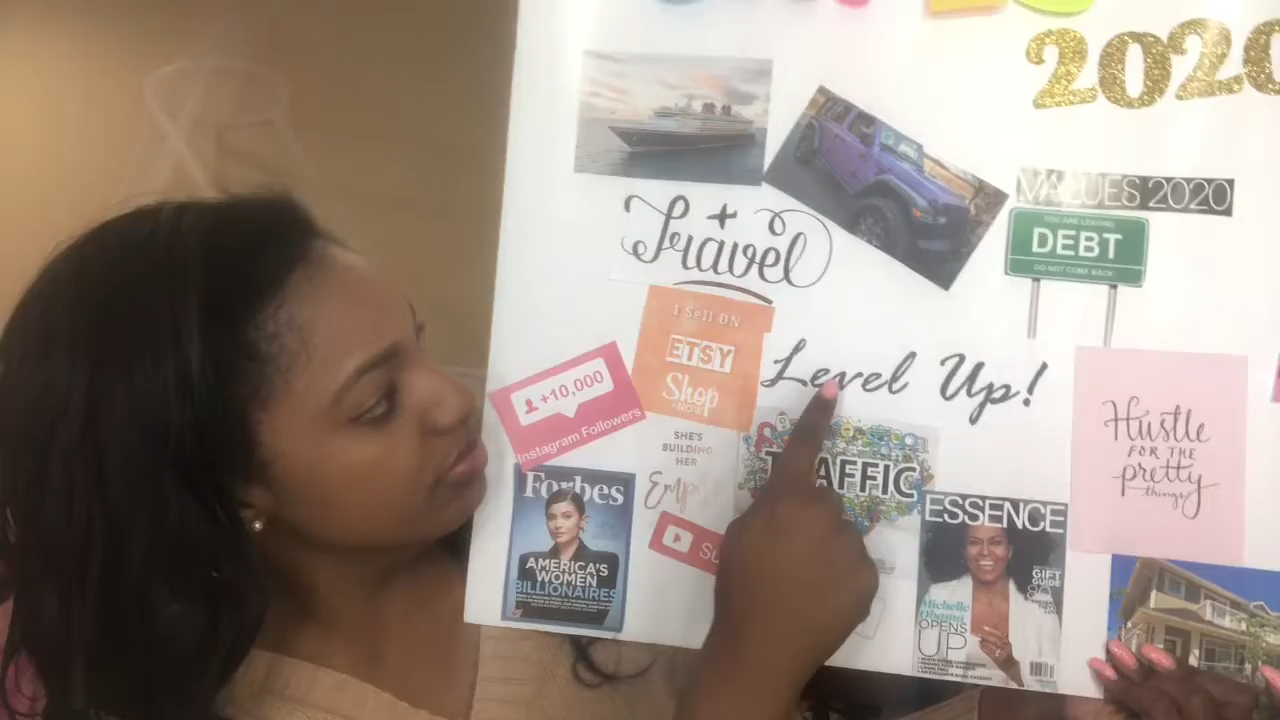 2020
VALUES 2020
YOU ARE LEAVING
DEBT
DO NOT COME BACK!
Travel
I Sell ON
ETSY
Shop
NOW
Level Up!
+10,000
Instagram Followers
SHE'S
BUILDING
HER
TRAFFIC
Hustle
FOR THE
pretty
things
Forbes
AMERICA'S
WOMEN
BILLIONAIRES
ESSENCE
GIFT
GUIDE
Michelle
Obama
OPENS
UP